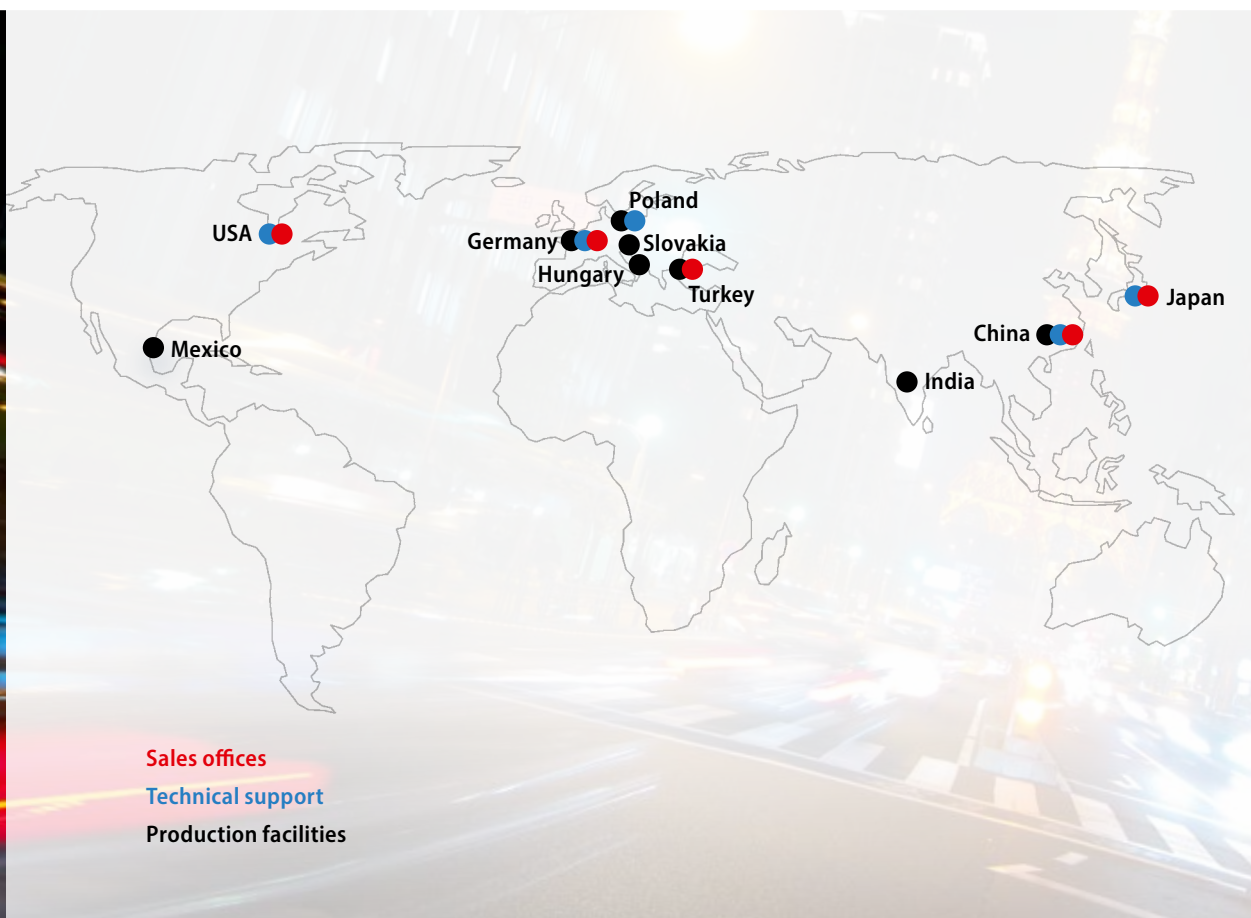 Poland
USA
Germany
Slovakia
Hungary
Turkey
Japan
China
Mexico
India
Sales offices
Technical support
Production facilities